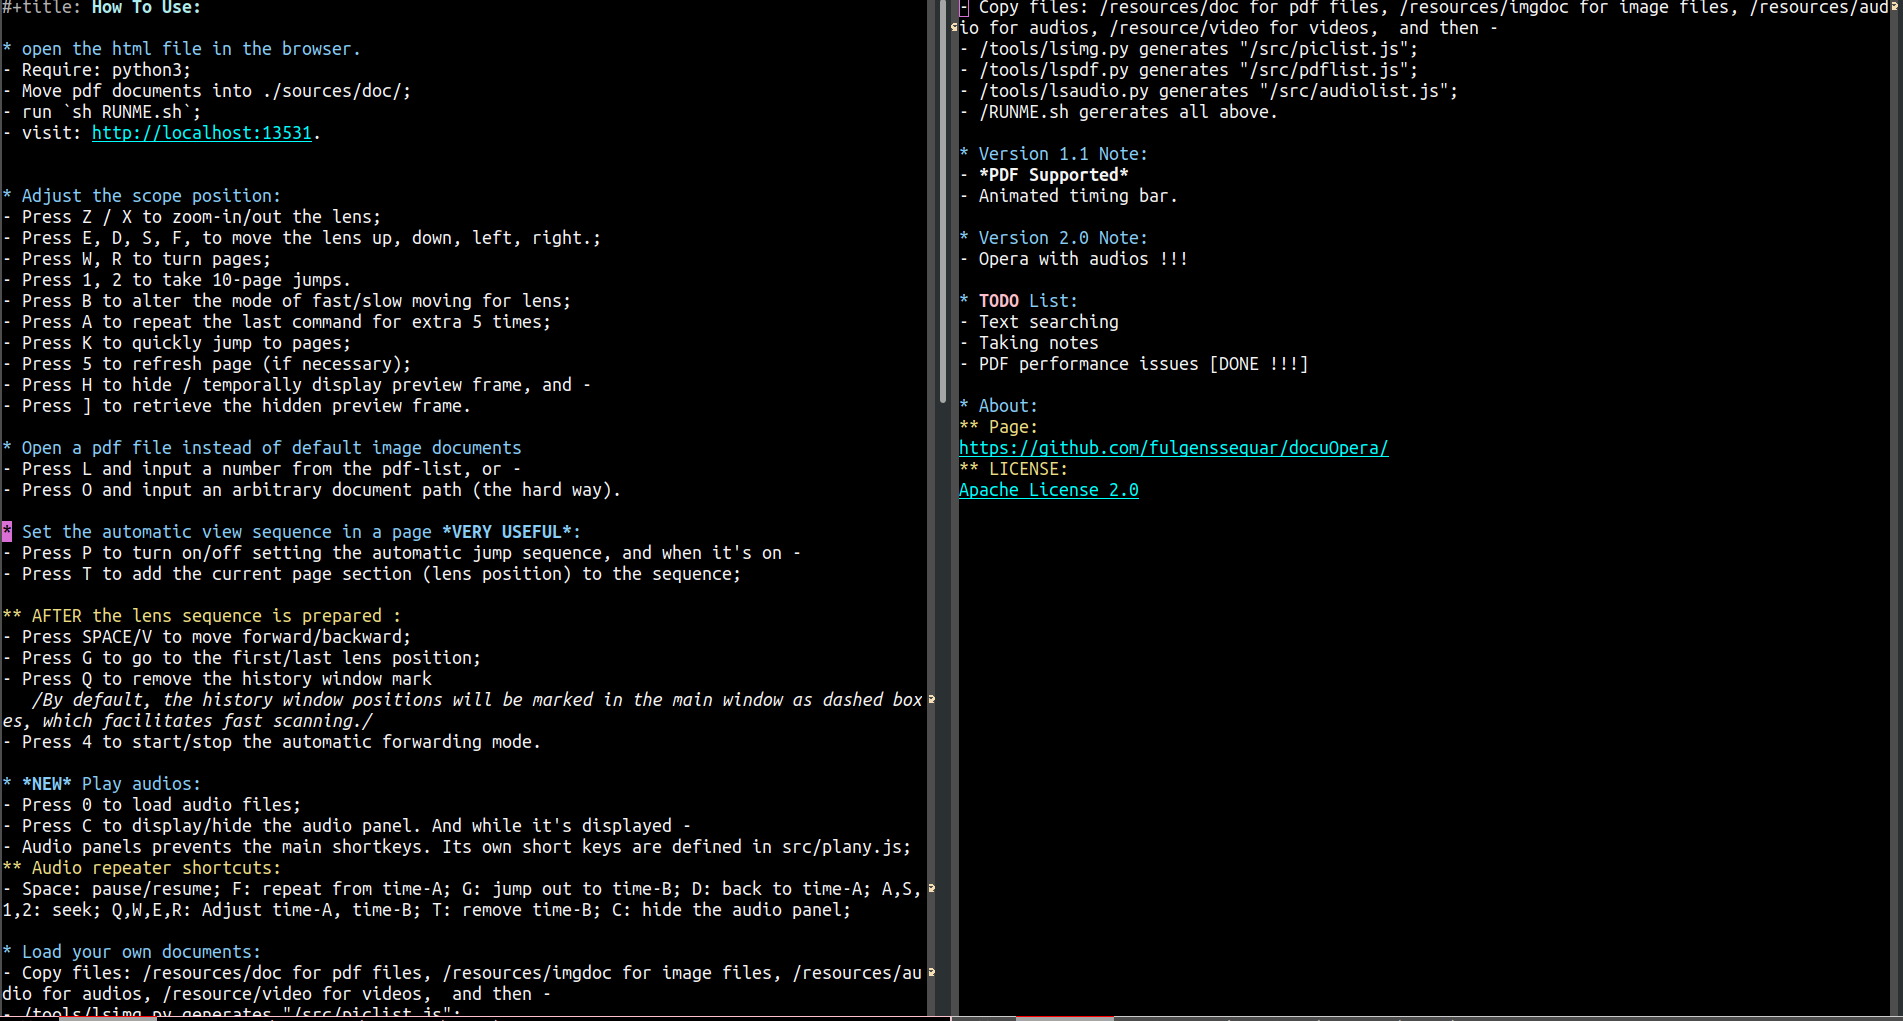 #+title: How To Use:
* open the html file in the browser.
- Require: python3;
- Move pdf documents into ./sources/doc/;
- run `sh RUNME.sh`;
- visit: http://localhost:13531.
* Adjust the scope position:
- Press Z / X to zoom-in/out the lens;
- Press E, D, S, F, to move the lens up, down, left, right.;
- Press W, R to turn pages;
- Press 1, 2 to take 10-page jumps.
- Press B to alter the mode of fast/slow moving for lens;
- Press A to repeat the last command for extra 5 times;
- Press K to quickly jump to pages;
- Press 5 to refresh page (if necessary);
- Press H to hide / temporally display preview frame, and -
- Press ] to retrieve the hidden preview frame.
* Open a pdf file instead of default image documents
- Press L and input a number from the pdf-list, or -
- Press O and input an arbitrary document path (the hard way).
* Set the automatic view sequence in a page *VERY USEFUL*:
- Press P to turn on/off setting the automatic jump sequence, and when it's on -
- Press T to add the current page section (lens position) to the sequence;
** AFTER the lens sequence is prepared :
- Press SPACE/V to move forward/backward;
- Press G to go to the first/last lens position;
- Press Q to remove the history window mark
/By default, the history window positions will be marked in the main window as dashed box
es, which facilitates fast scanning./
- Press 4 to start/stop the automatic forwarding mode.
* *NEW* Play audios:
- Press 0 to load audio files;
- Press C to display/hide the audio panel. And while it's displayed -
- Audio panels prevents the main shortkeys. Its own short keys are defined in src/plany.js;
** Audio repeater shortcuts:
- Space: pause/resume; F: repeat from time-A; G: jump out to time-B; D: back to time-A; A,S,
1,2: seek; Q,W,E,R: Adjust time-A, time-B; T: remove time-B; C: hide the audio panel;
* Load your own documents:
- Copy files: /resources/doc for pdf files, /resources/imgdoc for image files, /resources/au
dio for audios, /resource/video for videos,  and then -
- /tools/lsimg.py generates "/src/piclist.js";
- Copy files: /resources/doc for pdf files, /resources/imgdoc for image files, /resources/aud
io for audios, /resource/video for videos,  and then -
- /tools/lsimg.py generates "/src/piclist.js";
- /tools/lspdf.py generates "/src/pdflist.js";
- /tools/lsaudio.py generates "/src/audiolist.js";
- /RUNME.sh gererates all above.
* Version 1.1 Note:
- *PDF Supported*
- Animated timing bar.
* Version 2.0 Note:
- Opera with audios !!!
* TODO List:
- Text searching
- Taking notes
- PDF performance issues [DONE !!!]
* About:
** Page:
https://github.com/fulgenssequar/docuOpera/
** LICENSE:
Apache License 2.0